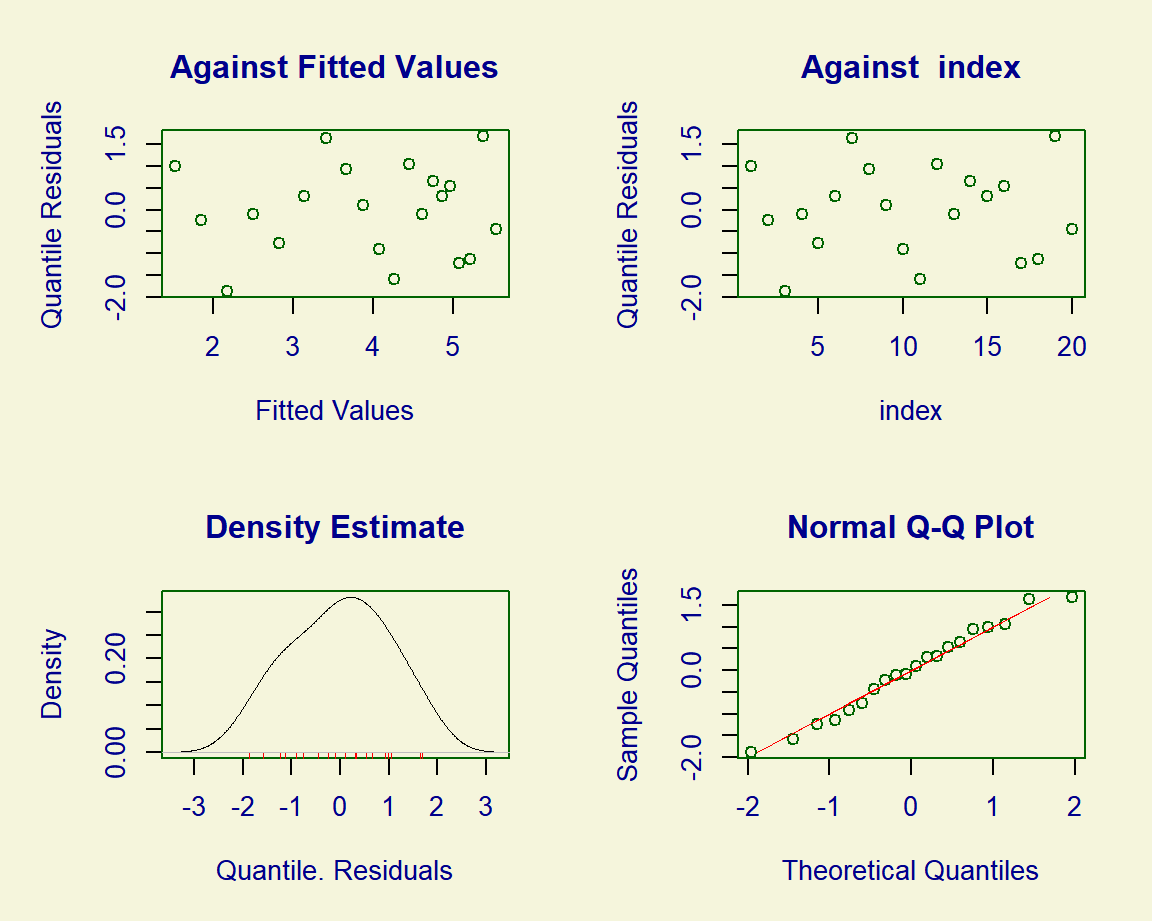 Against Fitted Values
Quantile Residuals
1.5
0.0
-2.0
2 3 4 5
Fitted Values
Against  index
Quantile Residuals
1.5
0.0
-2.0
5 10 15 20
index
Density Estimate
Density
0.20
0.00
-3 -2 -1 0 1 2 3
Quantile. Residuals
Normal Q-Q Plot
Sample Quantiles
1.5
0.0
-2.0
-2 -1 0 1 2
Theoretical Quantiles